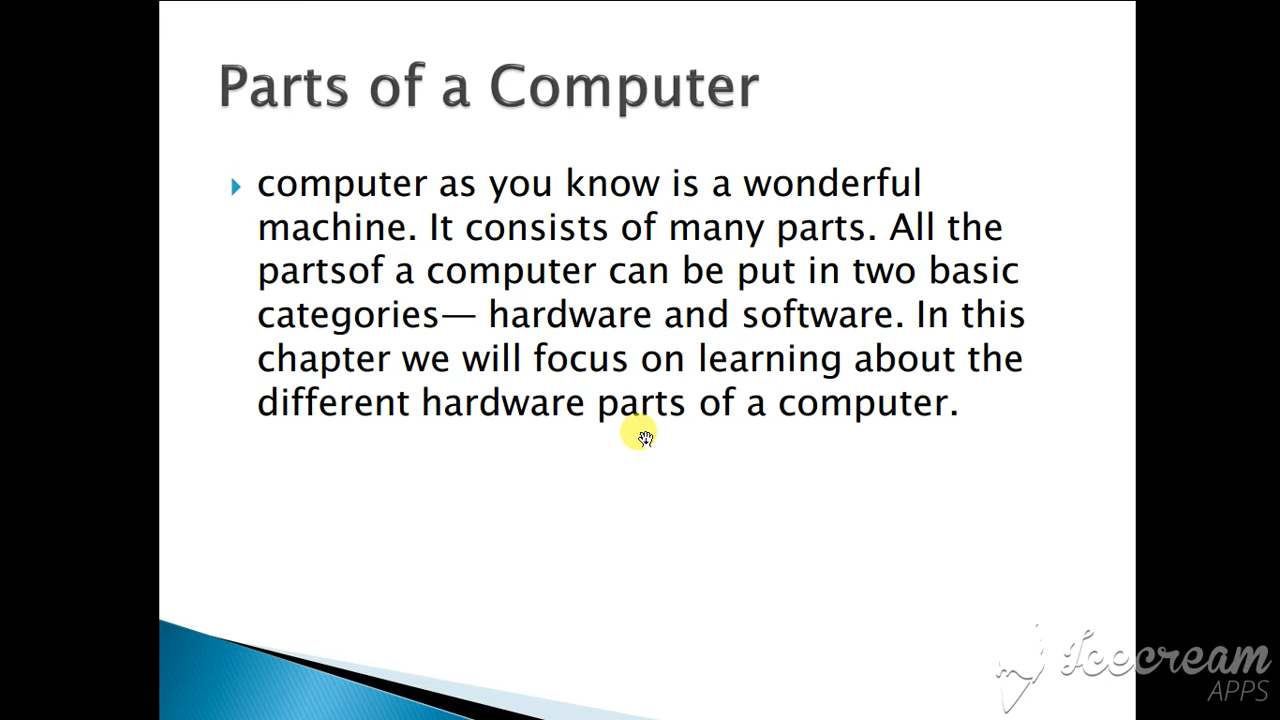 Parts of a Computer
computer as you know is a wonderful
machine. It consists of many parts. All the
partsof a computer can be put in two basic
categories— hardware and software. In this
chapter we will focus on learning about the
different hardware parts of a computer.
Icecream
APPS